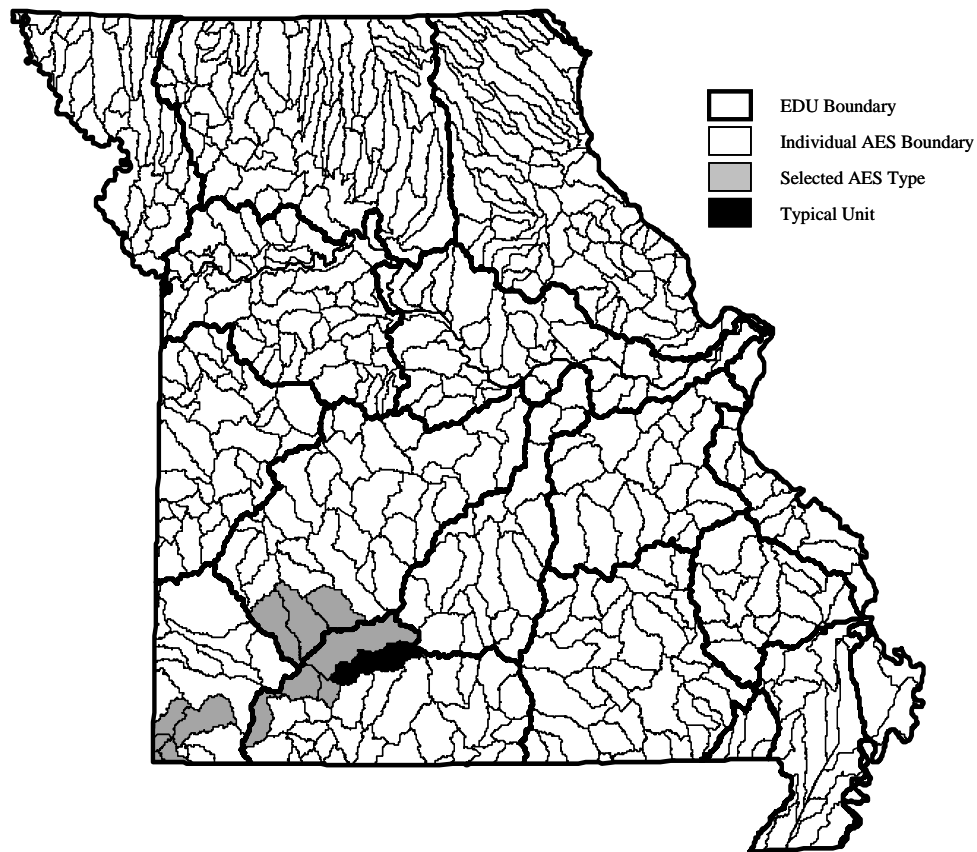 EDU Boundary
Individual AES Boundary
Selected AES Type
Typical Unit